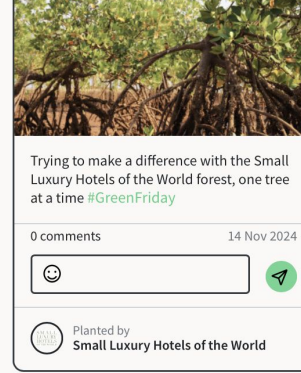 Trying to make a difference with the Small
Luxury Hotels of the World forest, one tree
at a time #GreenFriday
0 comments 14 Nov 2024
Planted by
Small Luxury Hotels of the World